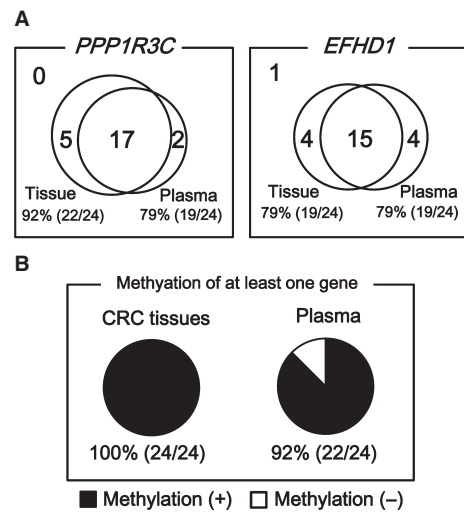 A
PPP1R3C
0
5 17 2
Tissue
92% (22/24)
Plasma
79% (19/24)
EFHD1
1
4 15 4
Tissue
79% (19/24)
Plasma
79% (19/24)
B
Methyation of at least one gene
CRC tissues
100% (24/24)
Plasma
92% (22/24)
Methylation (+) Methylation (–)